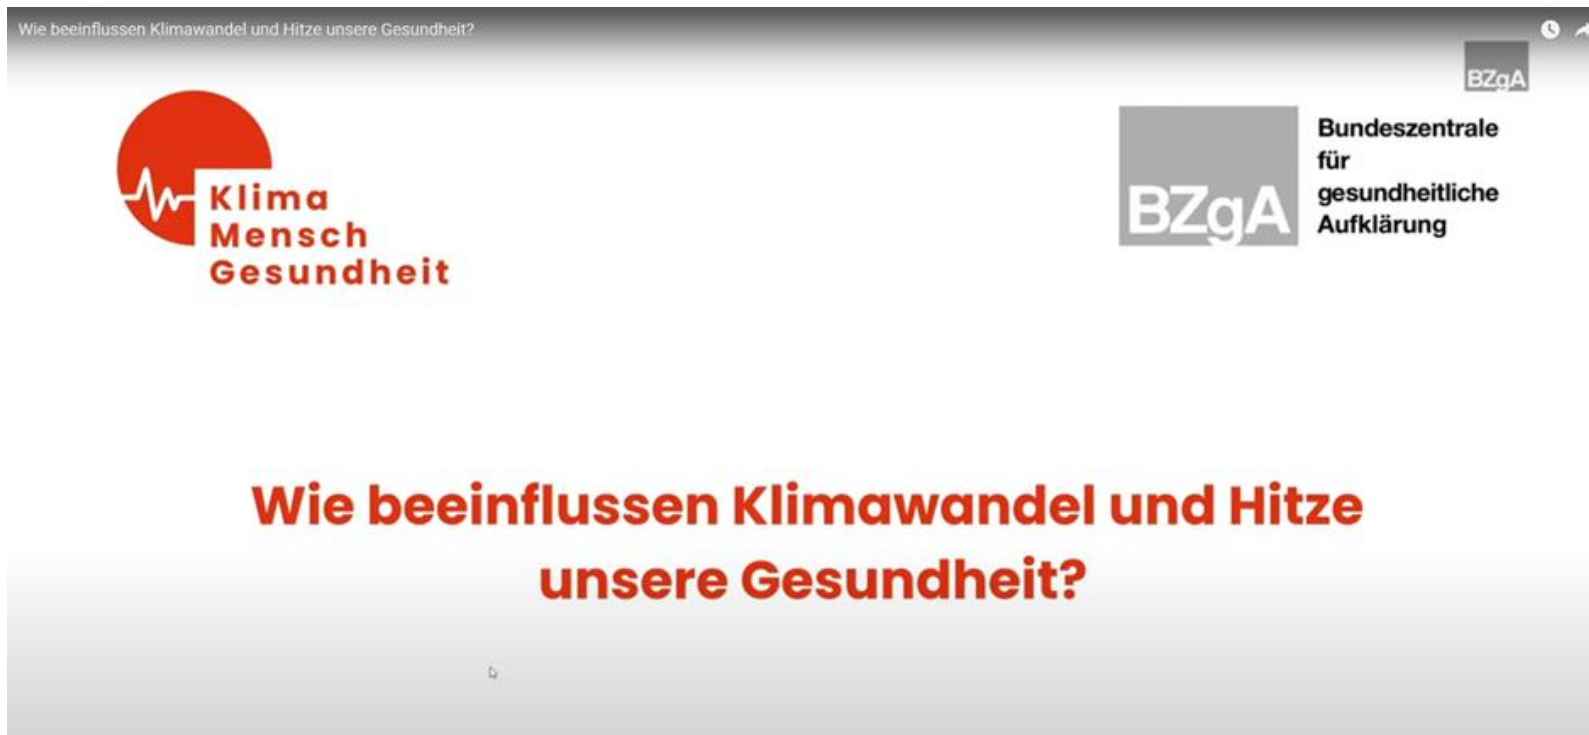 Wie beeinflussen Klimawandel und Hitze unsere Gesundheit?
BZgA
Klima
Mensch
Gesundheit
BZgA
Bundeszentrale
für
gesundheitliche
Aufklärung
Wie beeinflussen Klimawandel und Hitze
unsere Gesundheit?